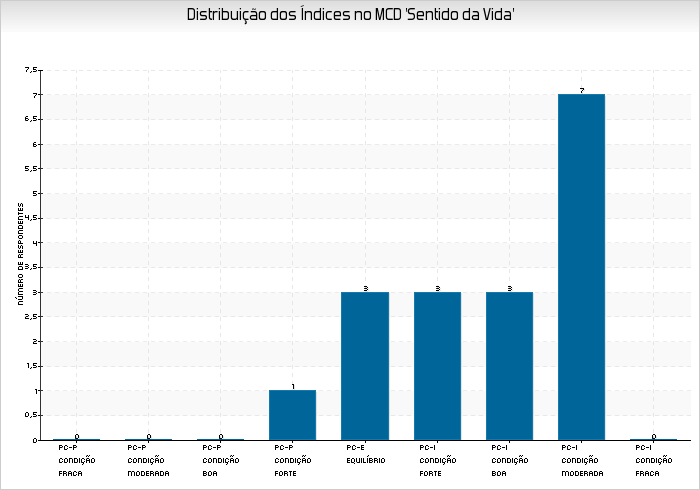 Distribuição dos Índices no MCD 'Sentido da Vida'
7,5
7
6,5
6
5,5
5
4,5
4
3,5
3
2,5
2
1,5
1
0,5
0
NÚMERO DE RESPONDENTES
0 0 0 1 3 3 3 7 0
PC-P PC-P PC-P PC-P PC-E PC-I PC-I PC-I PC-I
CONDIÇÃO CONDIÇÃO CONDIÇÃO CONDIÇÃO EQUILÍBRIO CONDIÇÃO CONDIÇÃO CONDIÇÃO CONDIÇÃO
FRACA MODERADA BOA FORTE FORTE BOA MODERADA FRACA